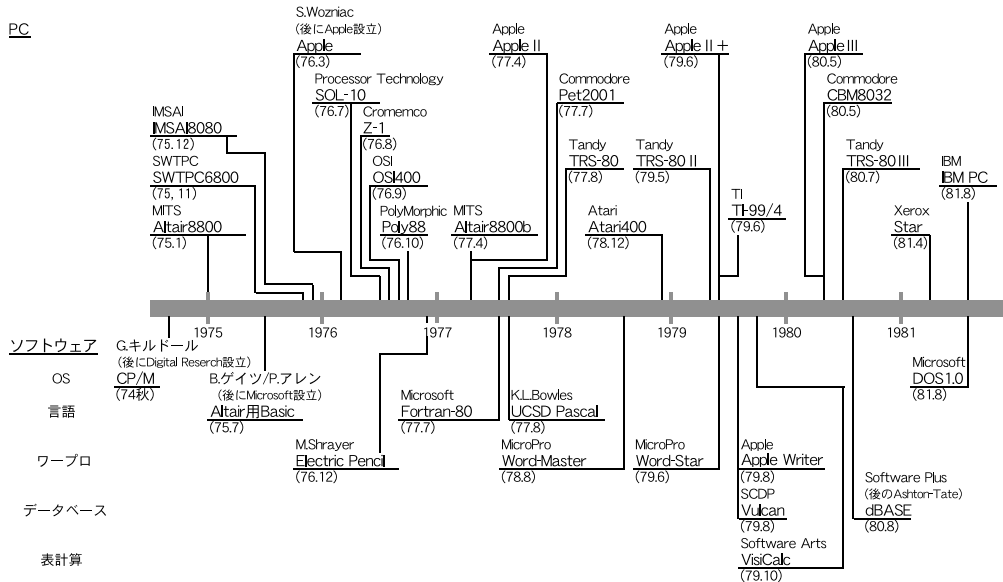 PC
S.Wozniac
(後にApple設立)
Apple
(76.3)
Apple
Apple II
(77.4)
Apple
Apple II+
(79.6)
Apple
Apple III
(80.5)
Processor Technology
SOL-10
(76.7)
Commodore
Pet2001
(77.7)
Commodore
CBM8032
(80.5)
IMSAI
IMSAI8080
(75.12)
Cromemco
Z-1
(76.8)
SWTPC
SWTPC6800
(75, 11)
OSI
OSI400
(76.9)
Tandy
TRS-80
(77.8)
Tandy
TRS-80 II
(79.5)
Tandy
TRS-80 III
(80.7)
IBM
IBM PC
(81.8)
MITS
Altair8800
(75.1)
PolyMorphic
Poly88
(76.10)
MITS
Altair8800b
(77.4)
Atari
Atari400
(78.12)
TI
TI-99/4
(79.6)
Xerox
Star
(81.4)
1975
1976
1977
1978
1979
1980
1981
ソフトウェア
OS
G.キルドール
(後にDigital Reserch設立)
CP/M
(74秋)
Microsoft
DOS1.0
(81.8)
言語
B.ゲイツ/P.アレン
(後にMicrosoft設立)
Altair用Basic
(75.7)
Microsoft
Fortran-80
(77.7)
K.L.Bowles
UCSD Pascal
(77.8)
ワープロ
M.Shrayer
Electric Pencil
(76.12)
MicroPro
Word-Master
(78.8)
MicroPro
Word-Star
(79.6)
Apple
Apple Writer
(79.8)
データベース
SCDP
Vulcan
(79.8)
Software Plus
(後のAshton-Tate)
dBASE
(80.8)
表計算
Software Arts
VisiCalc
(79.10)